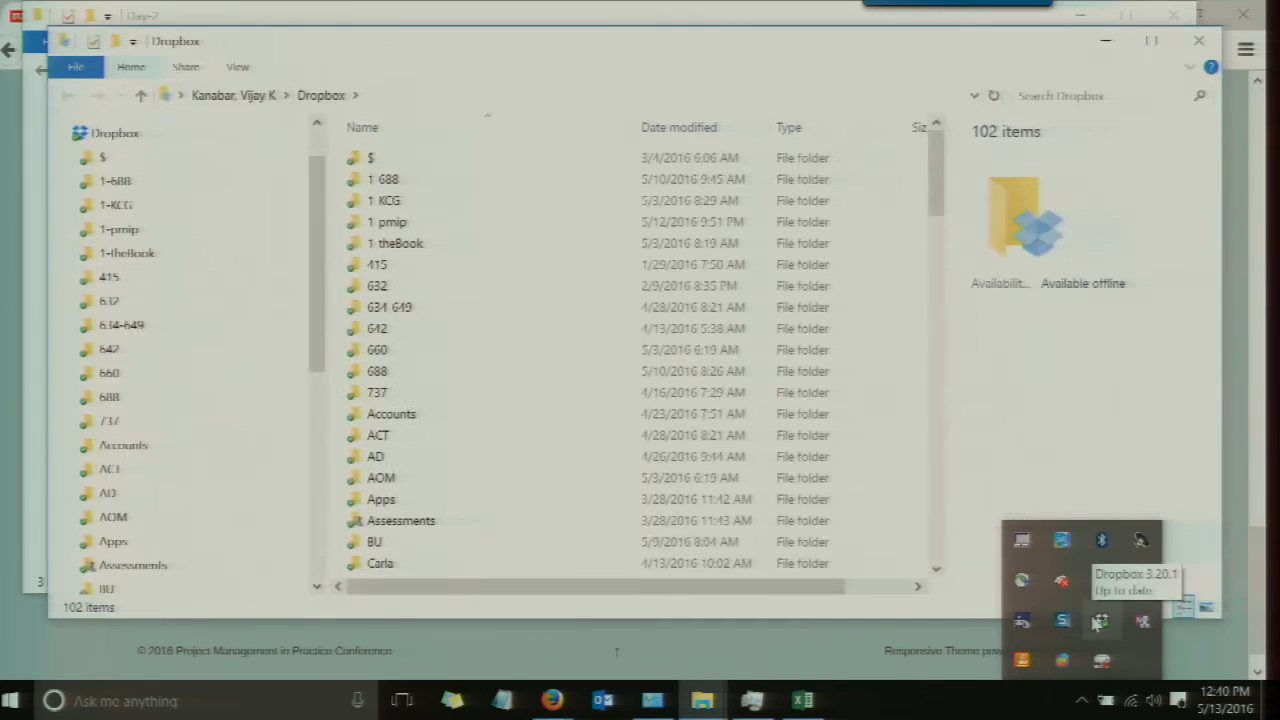 Day-2
Dropbox
File Home Share View
Kanabar, Vijay K > Dropbox >
Search Dropbox
Name Date modified Type Siz
Dropbox
$
1-688
1-KCG
1-pmip
1-theBook
415
632
634-649
642
660
688
737
Accounts
ACT
AD
AOM
Apps
Assessments
BU
$ 3/4/2016 6:06 AM File folder
1 688 5/10/2016 9:45 AM File folder
1 KCG 5/3/2016 8:29 AM File folder
1 pmip 5/12/2016 9:51 PM File folder
1 theBook 5/3/2016 8:19 AM File folder
415 1/29/2016 7:50 AM File folder
632 2/9/2016 8:35 PM File folder
634 649 4/28/2016 8:21 AM File folder
642 4/13/2016 5:38 AM File folder
660 5/3/2016 6:19 AM File folder
688 5/10/2016 8:26 AM File folder
737 4/16/2016 7:29 AM File folder
Accounts 4/23/2016 7:51 AM File folder
ACT 4/28/2016 8:21 AM File folder
AD 4/26/2016 9:44 AM File folder
AOM 5/3/2016 6:19 AM File folder
Apps 3/28/2016 11:42 AM File folder
Assessments 3/28/2016 11:43 AM File folder
BU 5/9/2016 8:04 AM File folder
Carla 4/13/2016 10:02 AM File folder
102 items
Availabilit... Available offline
3
102 items
Dropbox 3.20.1
Up to date
© 2016 Project Management in Practice Conference
Responsive Theme pow
Ask me anything
12:40 PM
5/13/2016